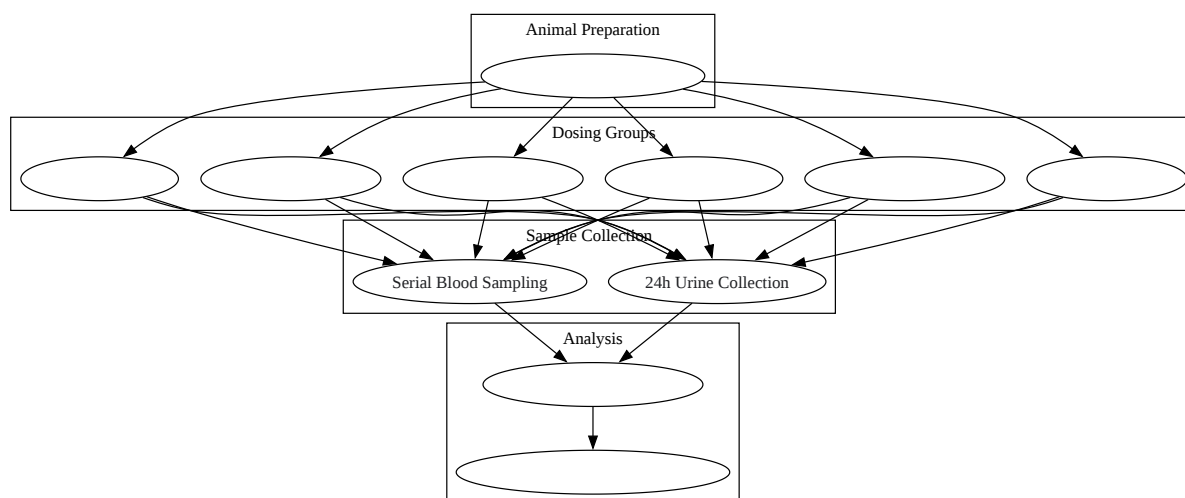 Animal Preparation
Dosing Groups
Sample Collection
Serial Blood Sampling
24h Urine Collection
Analysis